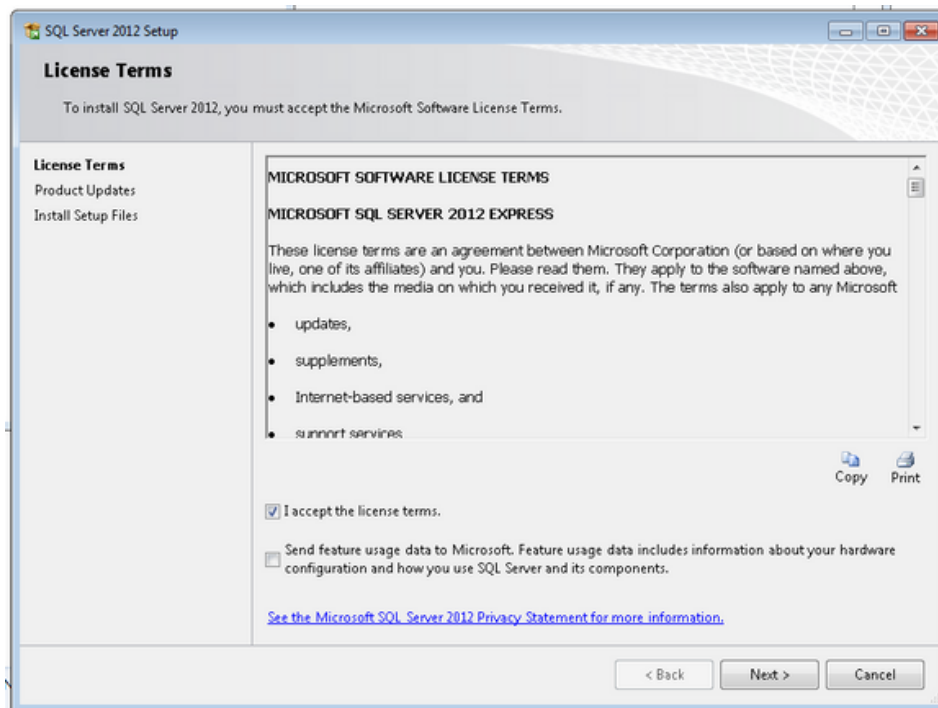 SQL Server 2012 Setup
License Terms
To install SQL Server 2012, you must accept the Microsoft Software License Terms.
License Terms
Product Updates
Install Setup Files
MICROSOFT SOFTWARE LICENSE TERMS
MICROSOFT SQL SERVER 2012 EXPRESS
These license terms are an agreement between Microsoft Corporation (or based on where you
live, one of its affiliates) and you. Please read them. They apply to the software named above,
which includes the media on which you received it, if any. The terms also apply to any Microsoft
• updates,
• supplements,
• Internet-based services, and
• support services
Copy Print
I accept the license terms.
Send feature usage data to Microsoft. Feature usage data includes information about your hardware
configuration and how you use SQL Server and its components.
See the Microsoft SQL Server 2012 Privacy Statement for more information.
< Back Next > Cancel